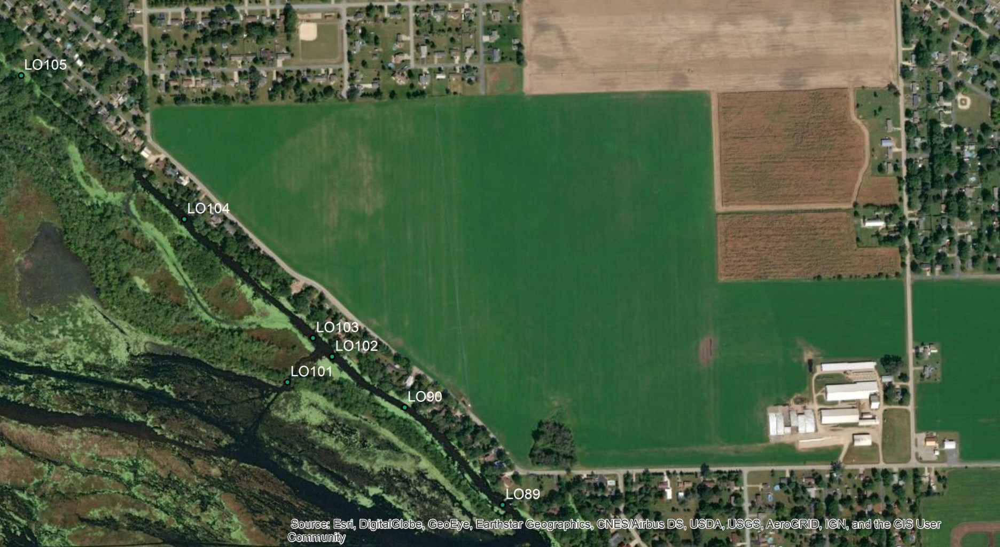 LO105
LO104
LO103
LO102
LO101
LO90
LO89
Source: Esri, DigitalGlobe, GeoEye, Earthstar Geographics, CNES/Airbus DS, USDA, USGS, AeroGRID, IGN, and the GIS User
Community